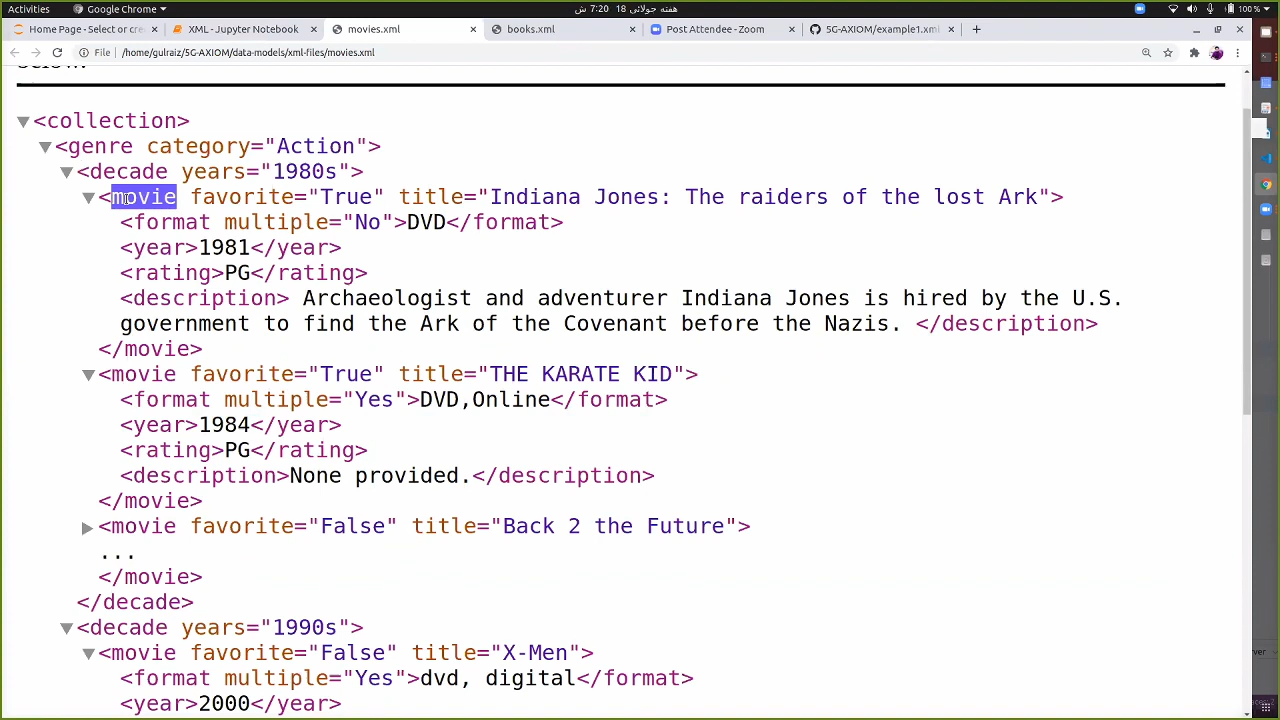 Activities Google Chrome هفته جولائی 18 7:20 ش 100 %
Home Page - Select or cre XML - Jupyter Notebook movies.xml books.xml Post Attendee - Zoom 5G-AXIOM/example1.xml
File /home/gulraiz/5G-AXIOM/data-models/xml-files/movies.xml
below.
<collection>
<genre category="Action">
<decade years="1980s">
<movie favorite="True" title="Indiana Jones: The raiders of the lost Ark">
<format multiple="No">DVD</format>
<year>1981</year>
<rating>PG</rating>
<description> Archaeologist and adventurer Indiana Jones is hired by the U.S.
government to find the Ark of the Covenant before the Nazis. </description>
</movie>
<movie favorite="True" title="THE KARATE KID">
<format multiple="Yes">DVD,Online</format>
<year>1984</year>
<rating>PG</rating>
<description>None provided.</description>
</movie>
<movie favorite="False" title="Back 2 the Future">
...
</movie>
</decade>
<decade years="1990s">
<movie favorite="False" title="X-Men">
<format multiple="Yes">dvd, digital</format>
<year>2000</year>